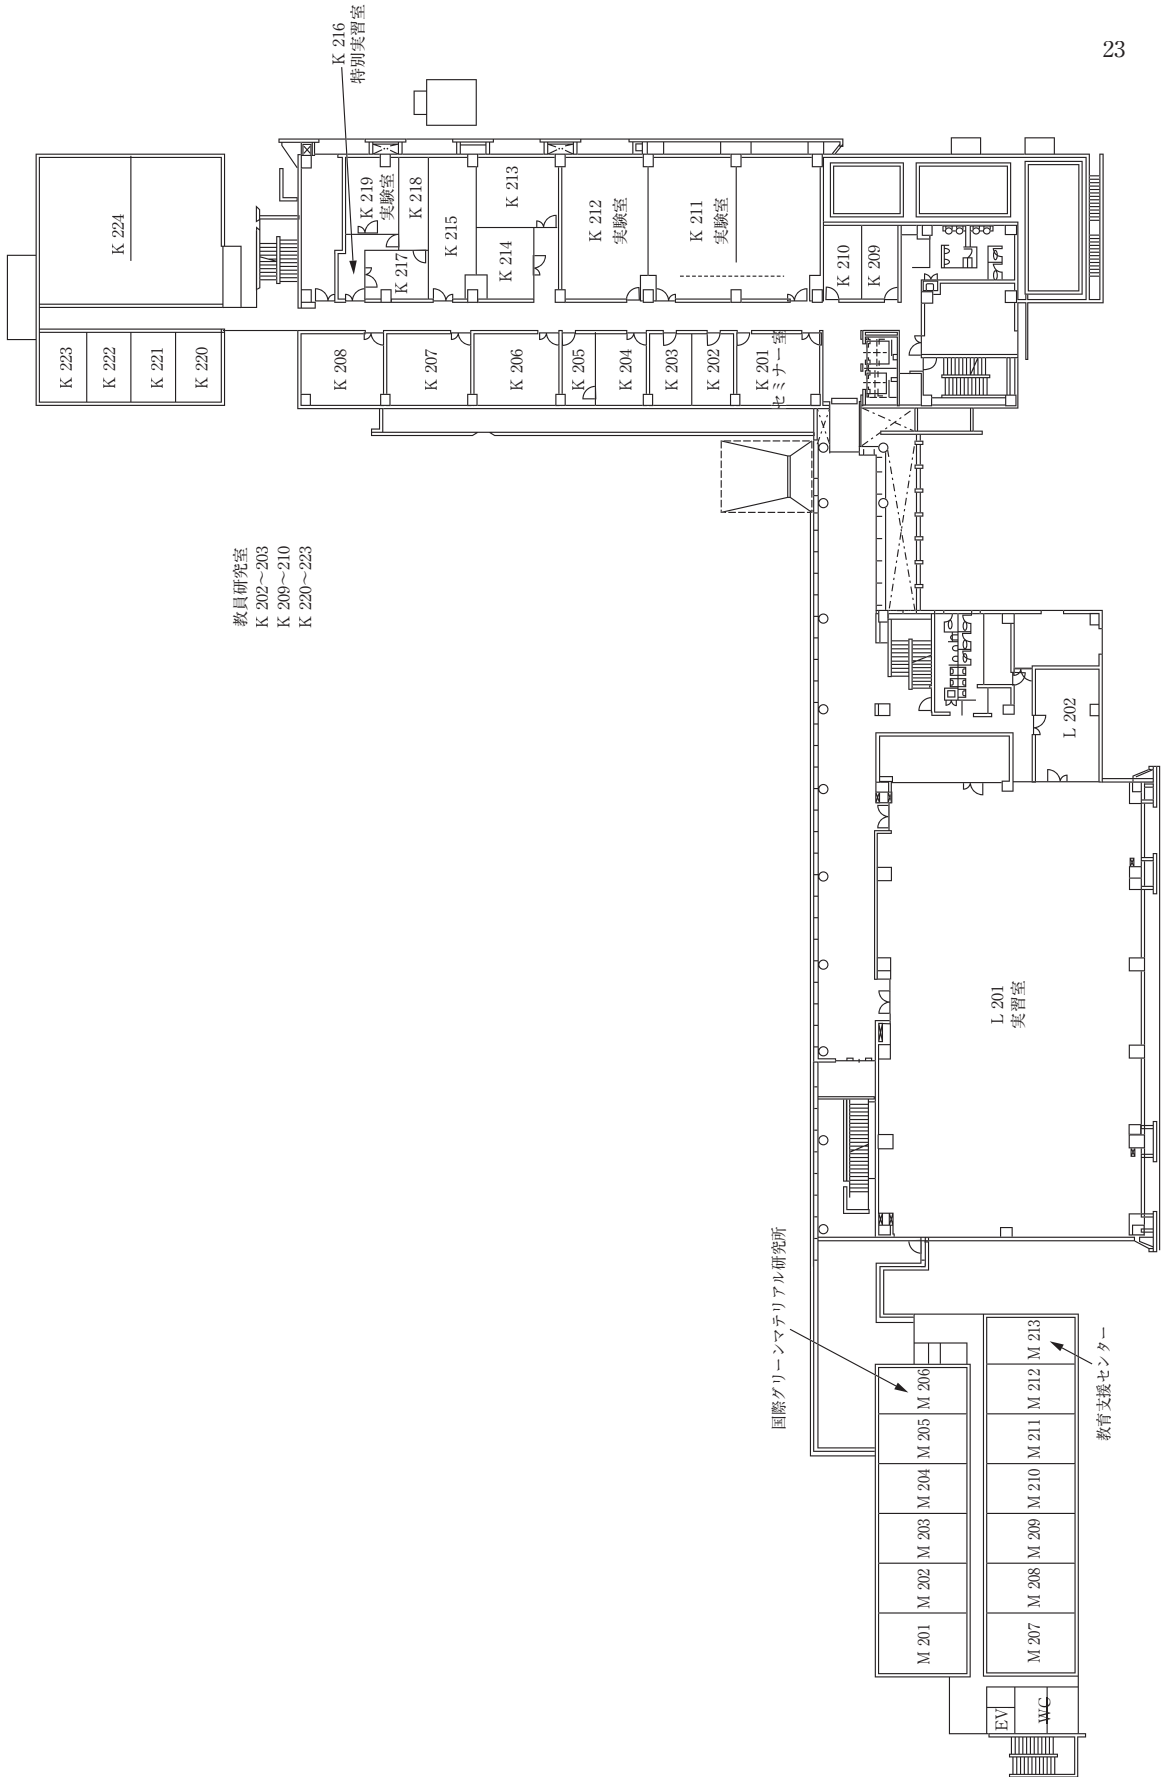 23
K 216
特別実習室
K 224
K 219
実験室
K 218
K 217
K 215
K 213
K 214
K 212
実験室
K 211
実験室
K 210
K 209
K 223
K 222
K 221
K 220
K 208
K 207
K 206
K 205
K 204
K 203
K 202
K 201
セミナー室
教員研究室
K 202～203
K 209～210
K 220～223
L 202
L 201
実習室
国際グリーンマテリアル研究所
M 206
M 205
M 204
M 203
M 202
M 201
M 213
M 212
M 211
M 210
M 209
M 208
M 207
教育支援センター
EV
WC